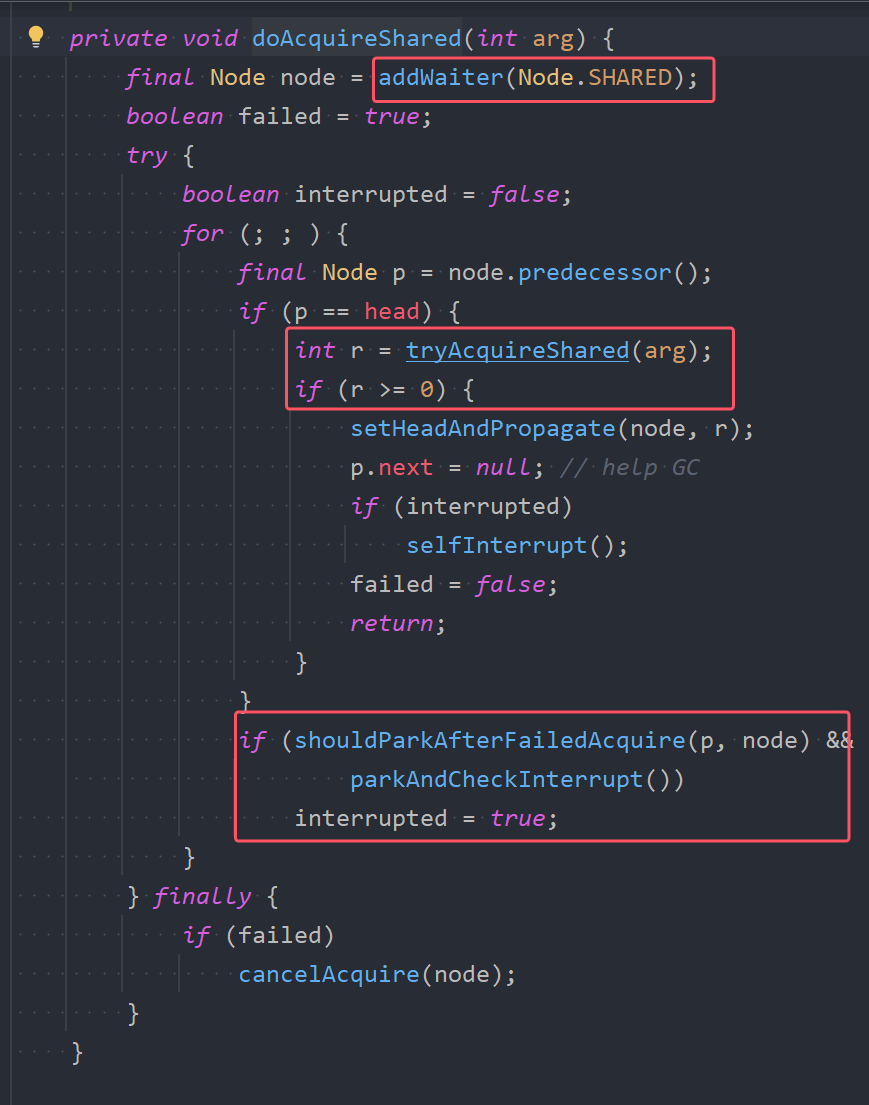 private void doAcquireShared(int arg) {
final Node node = addWaiter(Node.SHARED);
boolean failed = true;
try {
boolean interrupted = false;
for (; ; ) {
final Node p = node.predecessor();
if (p == head) {
int r = tryAcquireShared(arg);
if (r >= 0) {
setHeadAndPropagate(node, r);
p.next = null; // help GC
if (interrupted)
selfInterrupt();
failed = false;
return;
}
}
if (shouldParkAfterFailedAcquire(p, node) &&
parkAndCheckInterrupt())
interrupted = true;
}
} finally {
if (failed)
cancelAcquire(node);
}
}